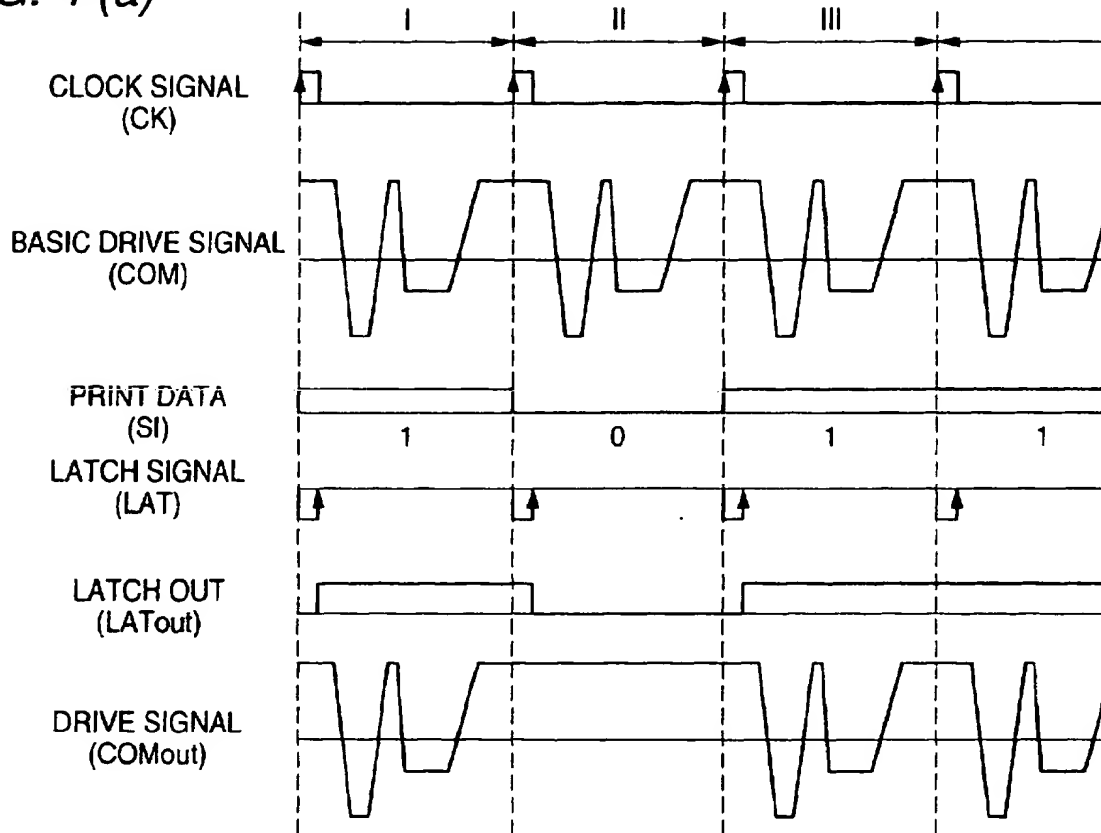 I II III
CLOCK SIGNAL
(CK)
BASIC DRIVE SIGNAL
(COM)
PRINT DATA
(SI)
1 0 1 1
LATCH SIGNAL
(LAT)
LATCH OUT
(LATout)
DRIVE SIGNAL
(COMout)